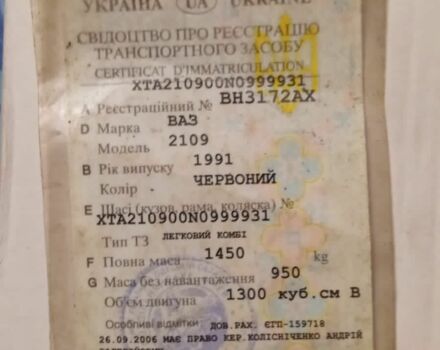 УКРАЇНА UA UKRAINE
СВІДОЦТВО ПРО РЕЄСТРАЦІЮ
ТРАНСПОРТНОГО ЗАСОБУ
CERTIFICAT D'IMMATRICULATION
XTA210900N0999931
A Реєстраційний № ВН3172АХ
D Марка ВАЗ
Модель 2109
B Рік випуску 1991
Колір ЧЕРВОНИЙ
E Шасі (кузов, рама, коляска) №
XTA210900N0999931
Тип ТЗ ЛЕГКОВИЙ КОМБІ
F Повна маса 1450 kg
G Маса без навантаження 950
Об'єм двигуна 1300 куб.см В
Особливі відмітки: ДОВ.РАХ. ЄГП-159718
26.09.2006 МАЄ ПРАВО КЕР.КОЛІСНІЧЕНКО АНДРІЙ